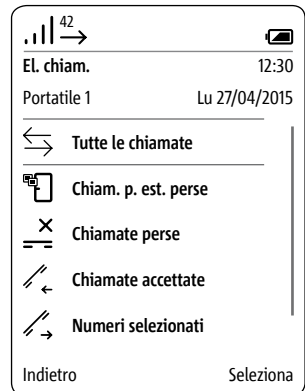 42
El. chiam. 12:30
Portatile 1 Lu 27/04/2015
Tutte le chiamate
Chiam. p. est. perse
Chiamate perse
Chiamate accettate
Numeri selezionati
Indietro Seleziona